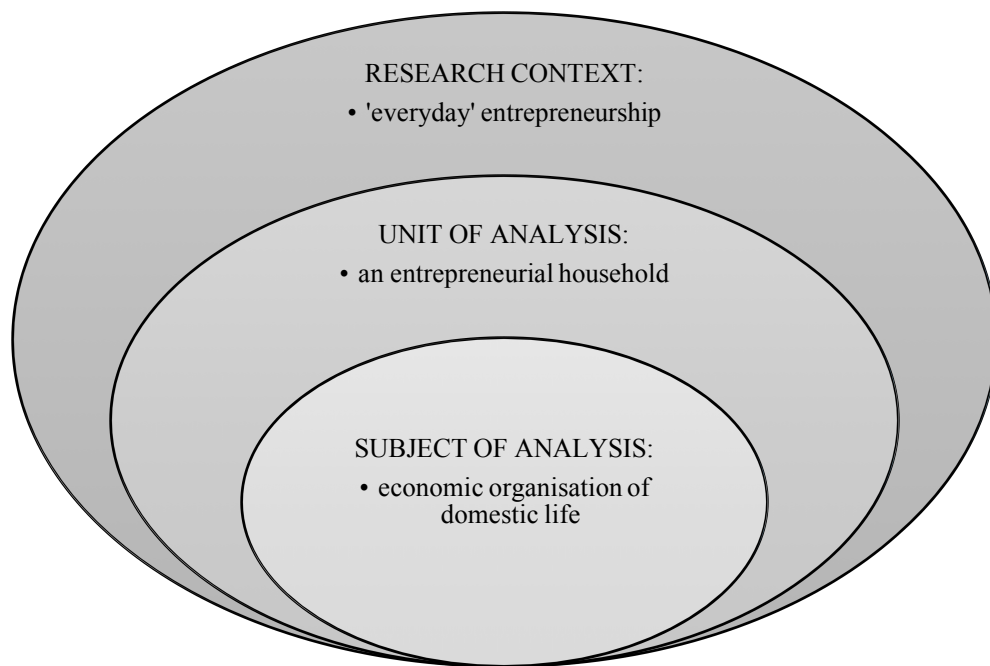 RESEARCH CONTEXT:
• 'everyday' entrepreneurship
UNIT OF ANALYSIS:
• an entrepreneurial household
SUBJECT OF ANALYSIS:
• economic organisation of
domestic life